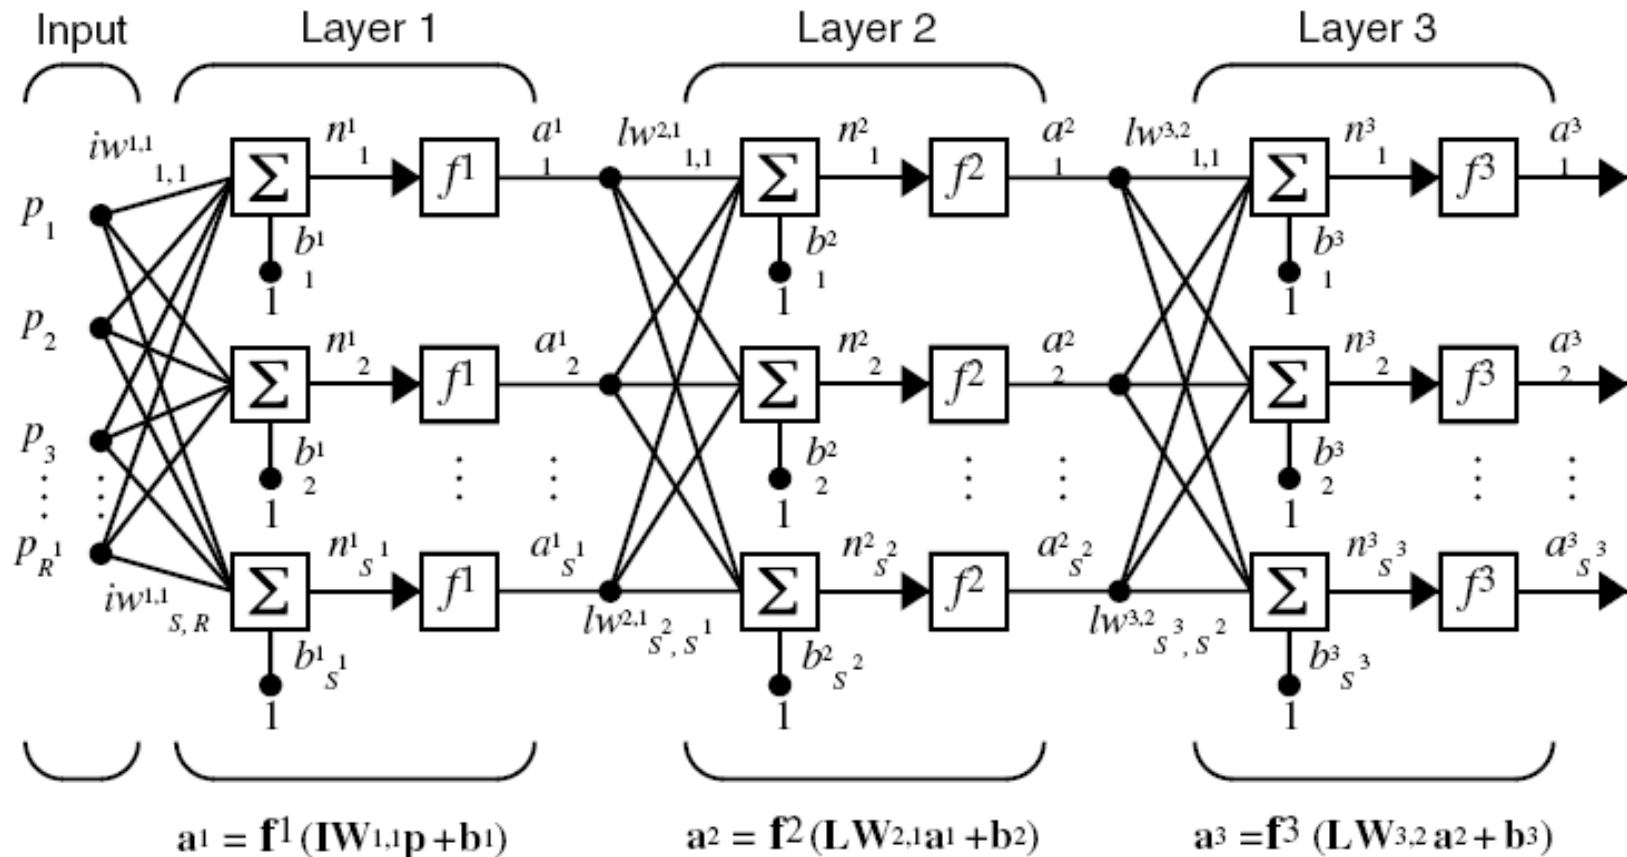 Input Layer 1 Layer 2 Layer 3
iw¹,¹ 1,1 n¹ 1 a¹ 1 lw²,¹ 1,1 n² 1 a² 1 lw³,² 1,1 n³ 1 a³ 1
Σ f¹ Σ f² Σ f³
p 1 b¹ 1 b² 1 b³ 1
1 1 1
p 2 n¹ 2 a¹ 2 n² 2 a² 2 n³ 2 a³ 2
Σ f¹ Σ f² Σ f³
p 3 b¹ 2 b² 2 b³ 2
1 1 1
p R¹ n¹ S¹ a¹ S¹ n² S² a² S² n³ S³ a³ S³
Σ f¹ Σ f² Σ f³
iw¹,¹ S, R lw²,¹ S², S¹ lw³,² S³, S²
b¹ S¹ b² S² b³ S³
1 1 1
a¹ = f¹ (IW1,1p +b1) a² = f² (LW2,1a¹ +b2) a³ =f³ (LW3,2 a² + b3)